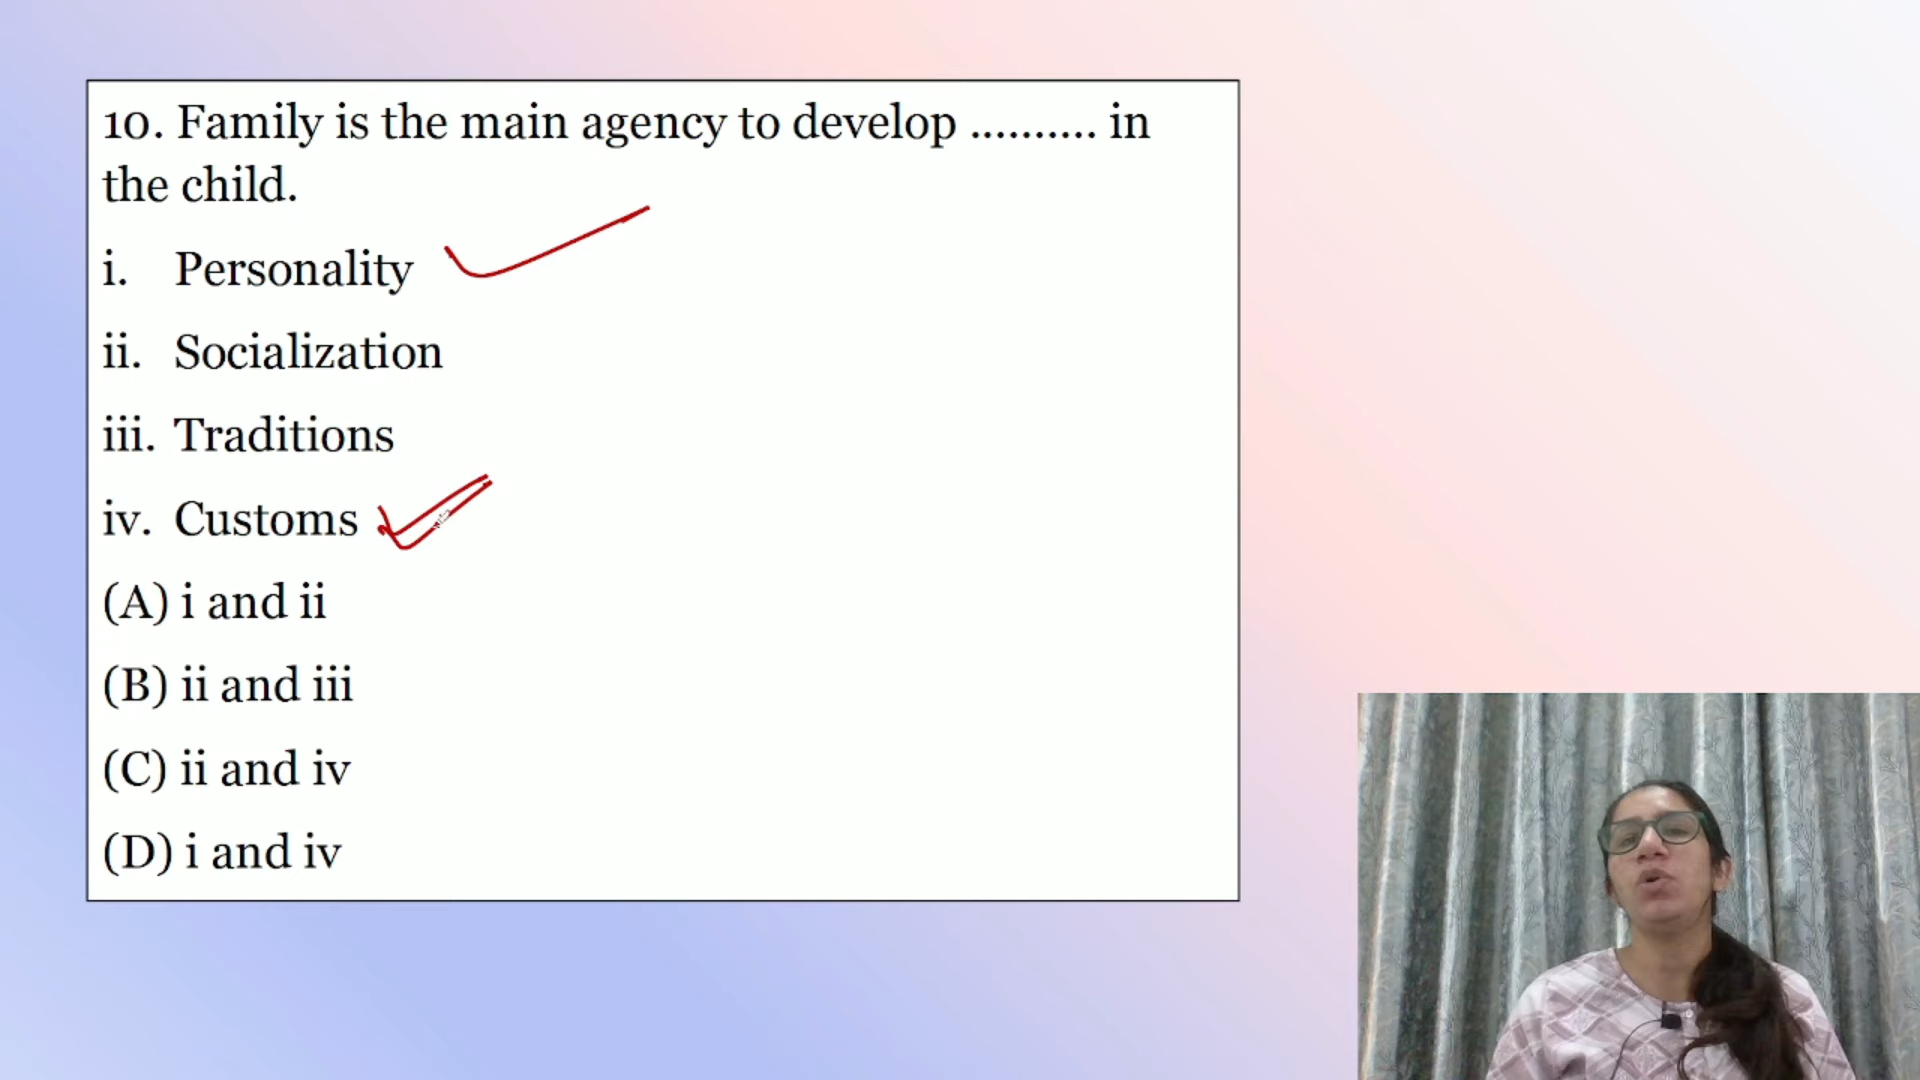 10. Family is the main agency to develop .......... in
the child.
i. Personality
ii. Socialization
iii. Traditions
iv. Customs
(A) i and ii
(B) ii and iii
(C) ii and iv
(D) i and iv